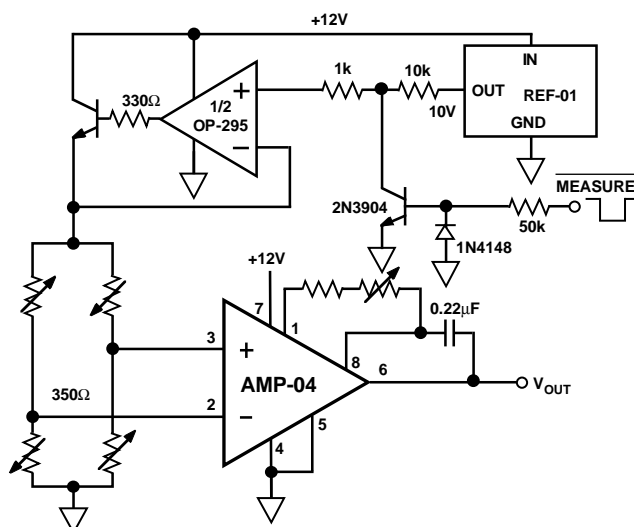 +12V
1k
10k
IN
OUT
REF-01
10V
GND
330Ω
+
1/2
OP-295
−
MEASURE
2N3904
1N4148
50k
+12V
7
1
0.22µF
3
+
8
AMP-04
6
VOUT
350Ω
2
−
5
4